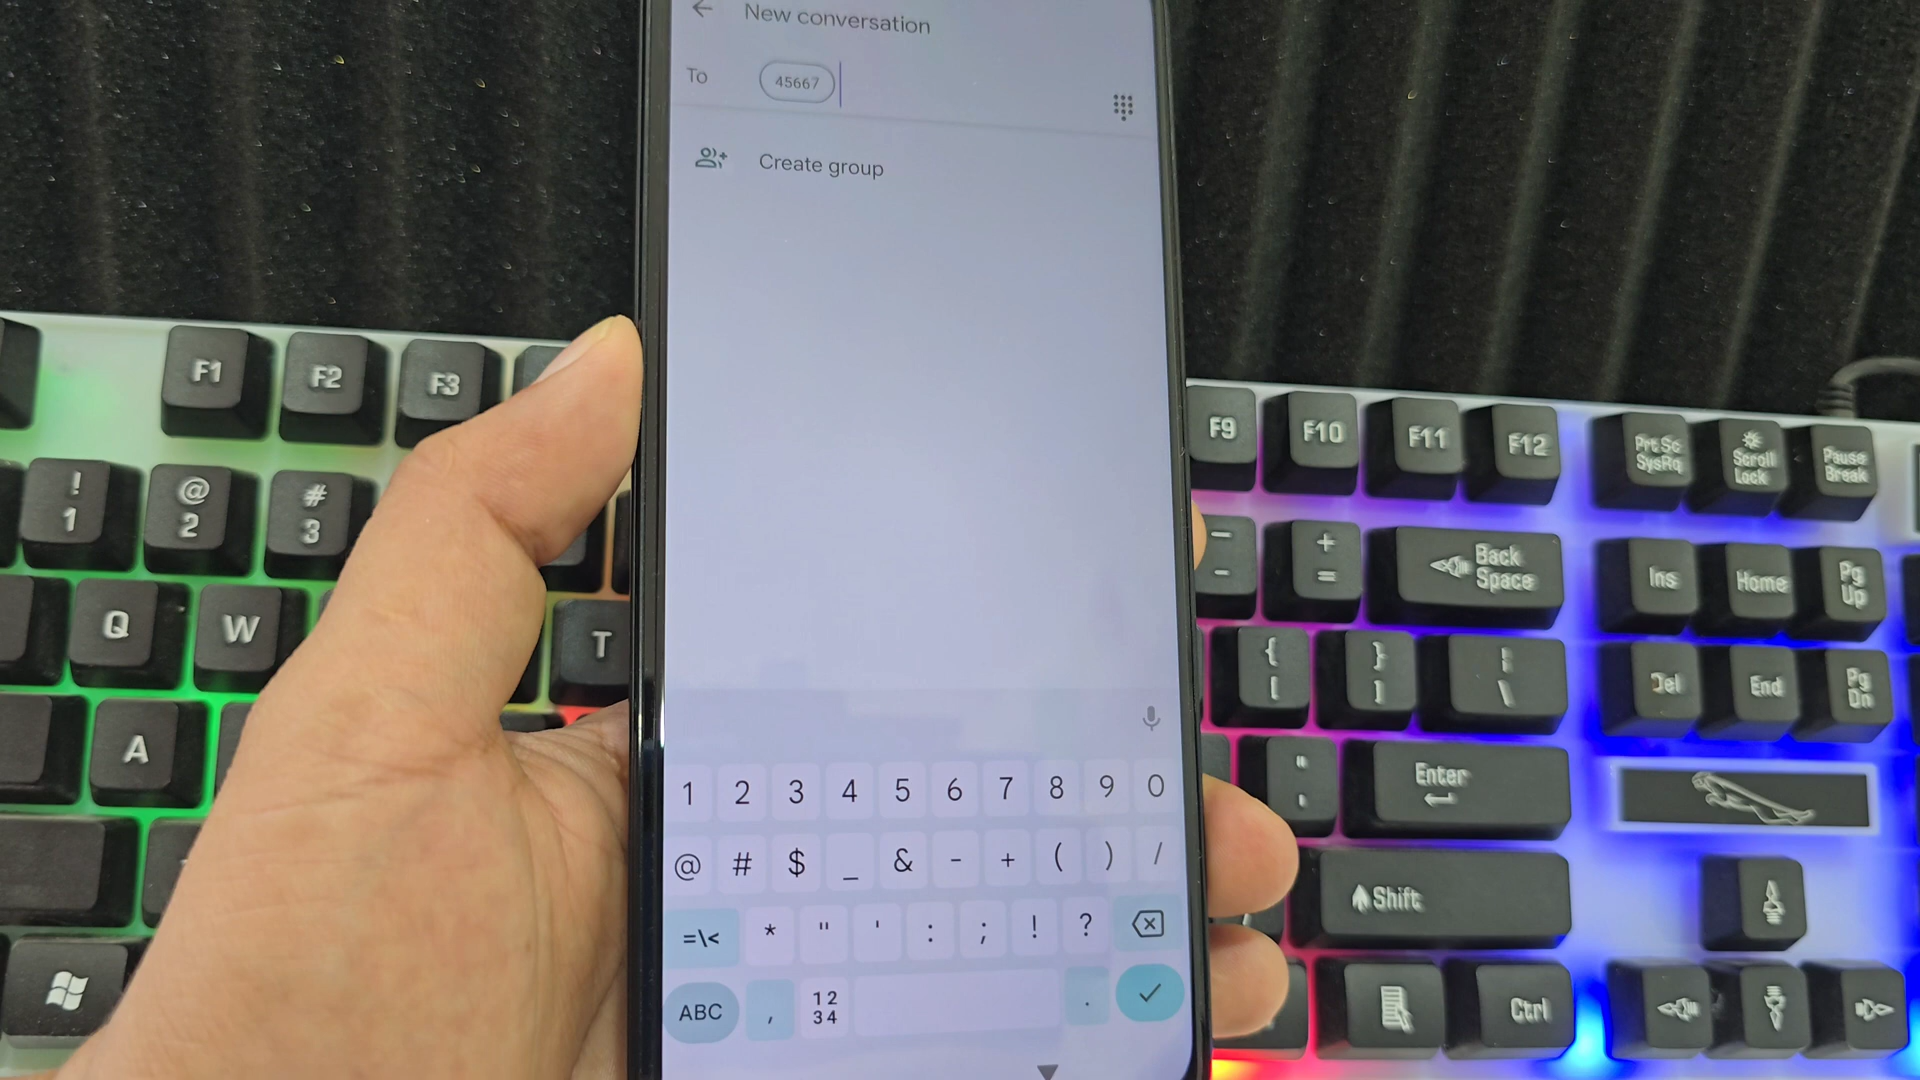 New conversation
To 45667
Create group
1 2 3 4 5 6 7 8 9 0
@ # $ _ & - + ( ) /
=\< * " ' : ; ! ?
ABC , 12 34 .
F1 F2 F3
! 1 @ 2 # 3
Q W T
A
F9 F10 F11 F12 Prt Sc SysRq Scroll Lock Pause Break
+ = Back Space Ins Home Pg Up
{ [ } ] \ Del End Pg Dn
Enter
Shift
Ctrl